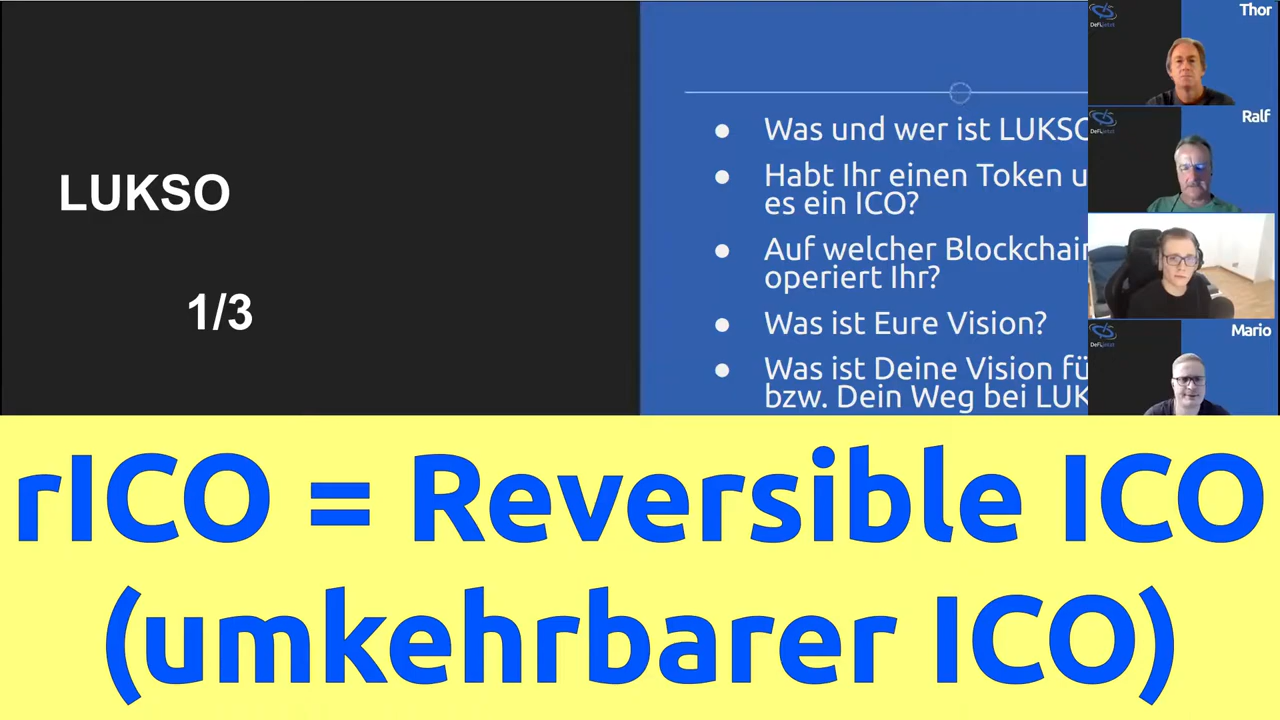 LUKSO
1/3
Was und wer ist LUKSO
Habt Ihr einen Token u
es ein ICO?
Auf welcher Blockchain
operiert Ihr?
Was ist Eure Vision?
Was ist Deine Vision fü
bzw. Dein Weg bei LUK
Thor
Ralf
Mario
rICO = Reversible ICO
(umkehrbarer ICO)